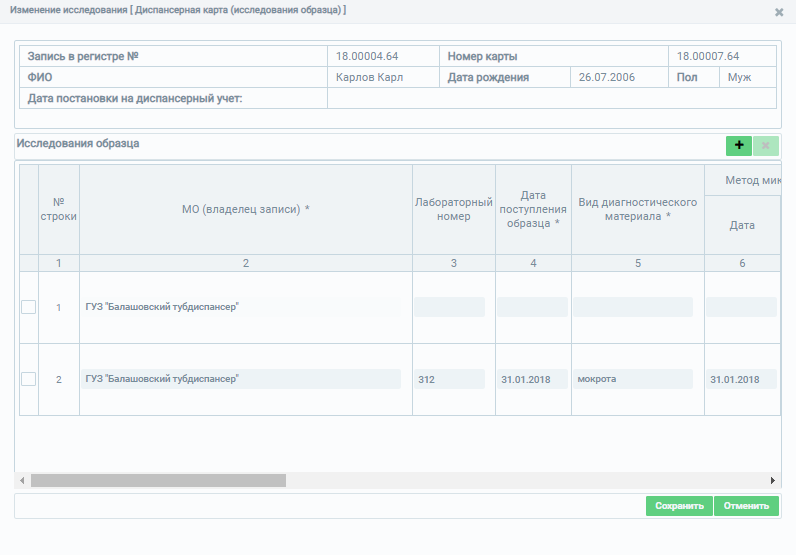 Изменение исследования [ Диспансерная карта (исследования образца) ]
Запись в регистре № 18.00004.64 Номер карты 18.00007.64
ФИО Карлов Карл Дата рождения 26.07.2006 Пол Муж
Дата постановки на диспансерный учет:
Исследования образца
№
строки
МО (владелец записи) *
Лабораторный
номер
Дата
поступления
образца *
Вид диагностического
материала *
Метод мик
Дата
1 2 3 4 5 6
1 ГУЗ "Балашовский тубдиспансер"
2 ГУЗ "Балашовский тубдиспансер" 312 31.01.2018 мокрота 31.01.2018
Сохранить Отменить